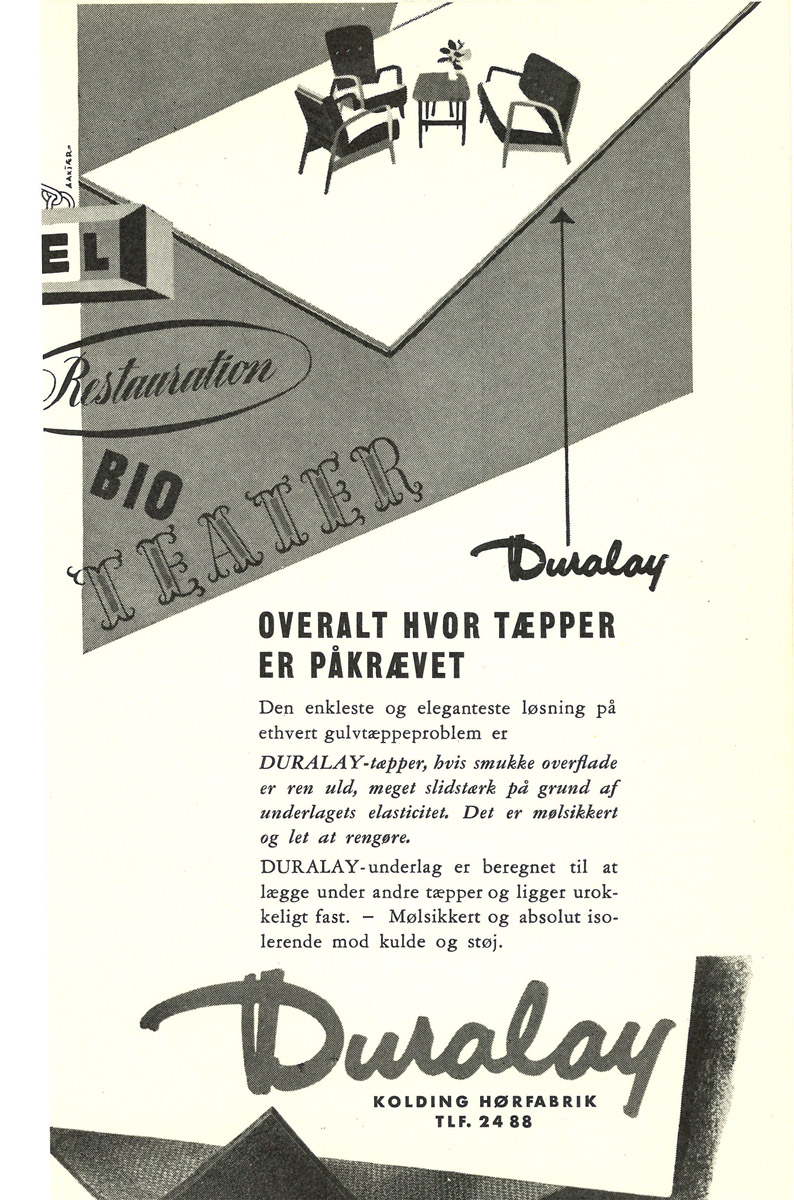 AAKJÆR
EL
Restauration
BIO
TEATER
Duralay
OVERALT HVOR TÆPPER
ER PÅKRÆVET
Den enkleste og eleganteste løsning på
ethvert gulvtæppeproblem er
DURALAY-tæpper, hvis smukke overflade
er ren uld, meget slidstærk på grund af
underlagets elasticitet. Det er mølsikkert
og let at rengøre.
DURALAY-underlag er beregnet til at
lægge under andre tæpper og ligger urok-
keligt fast. – Mølsikkert og absolut iso-
lerende mod kulde og støj.
Duralay
KOLDING HØRFABRIK
TLF. 24 88